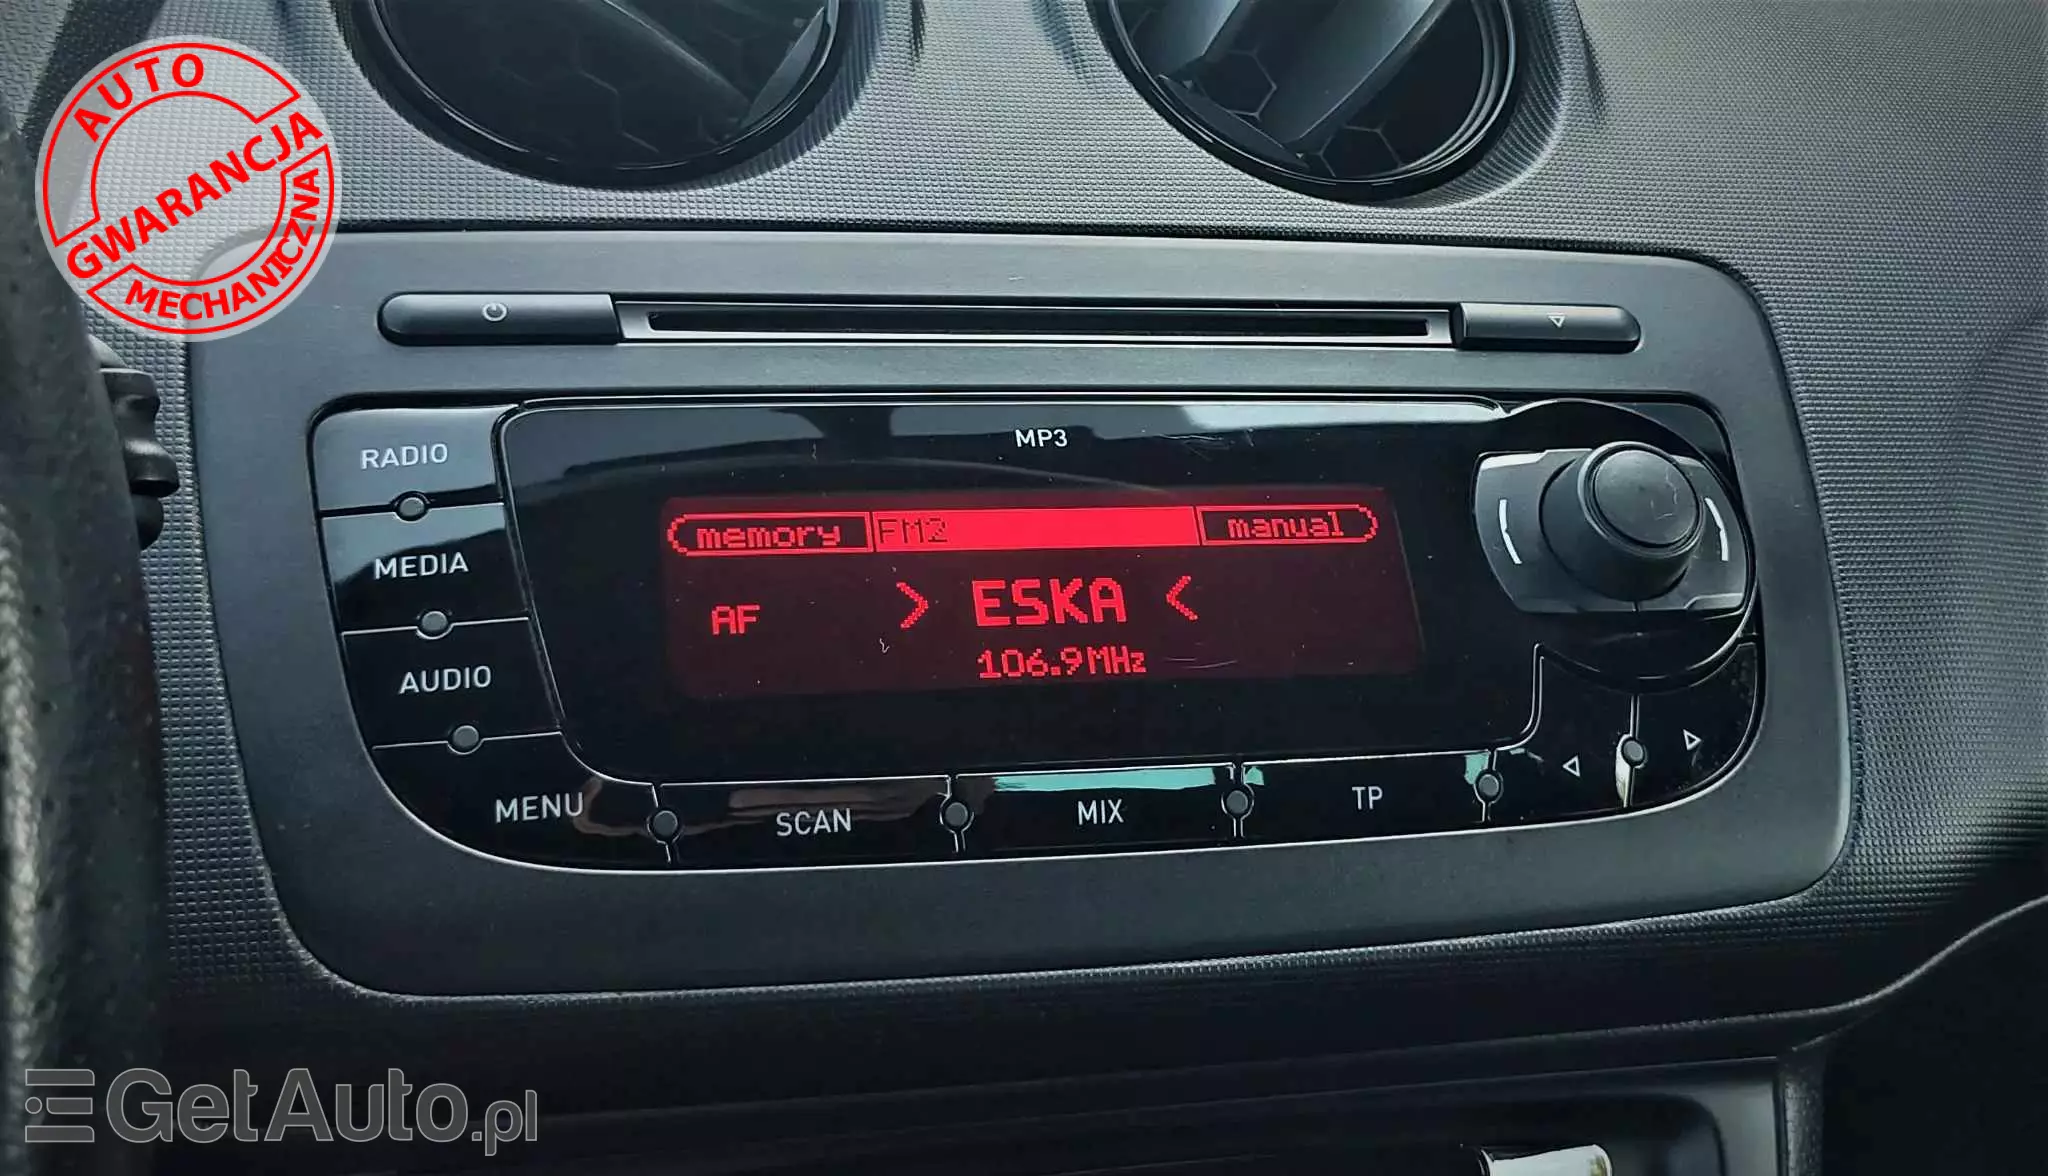 AUTO
GWARANCJA
MECHANICZNA
MP3
RADIO
MEDIA
AUDIO
MENU
SCAN
MIX
TP
memory FM2 manual
AF > ESKA <
106.9MHz
GetAuto.pl